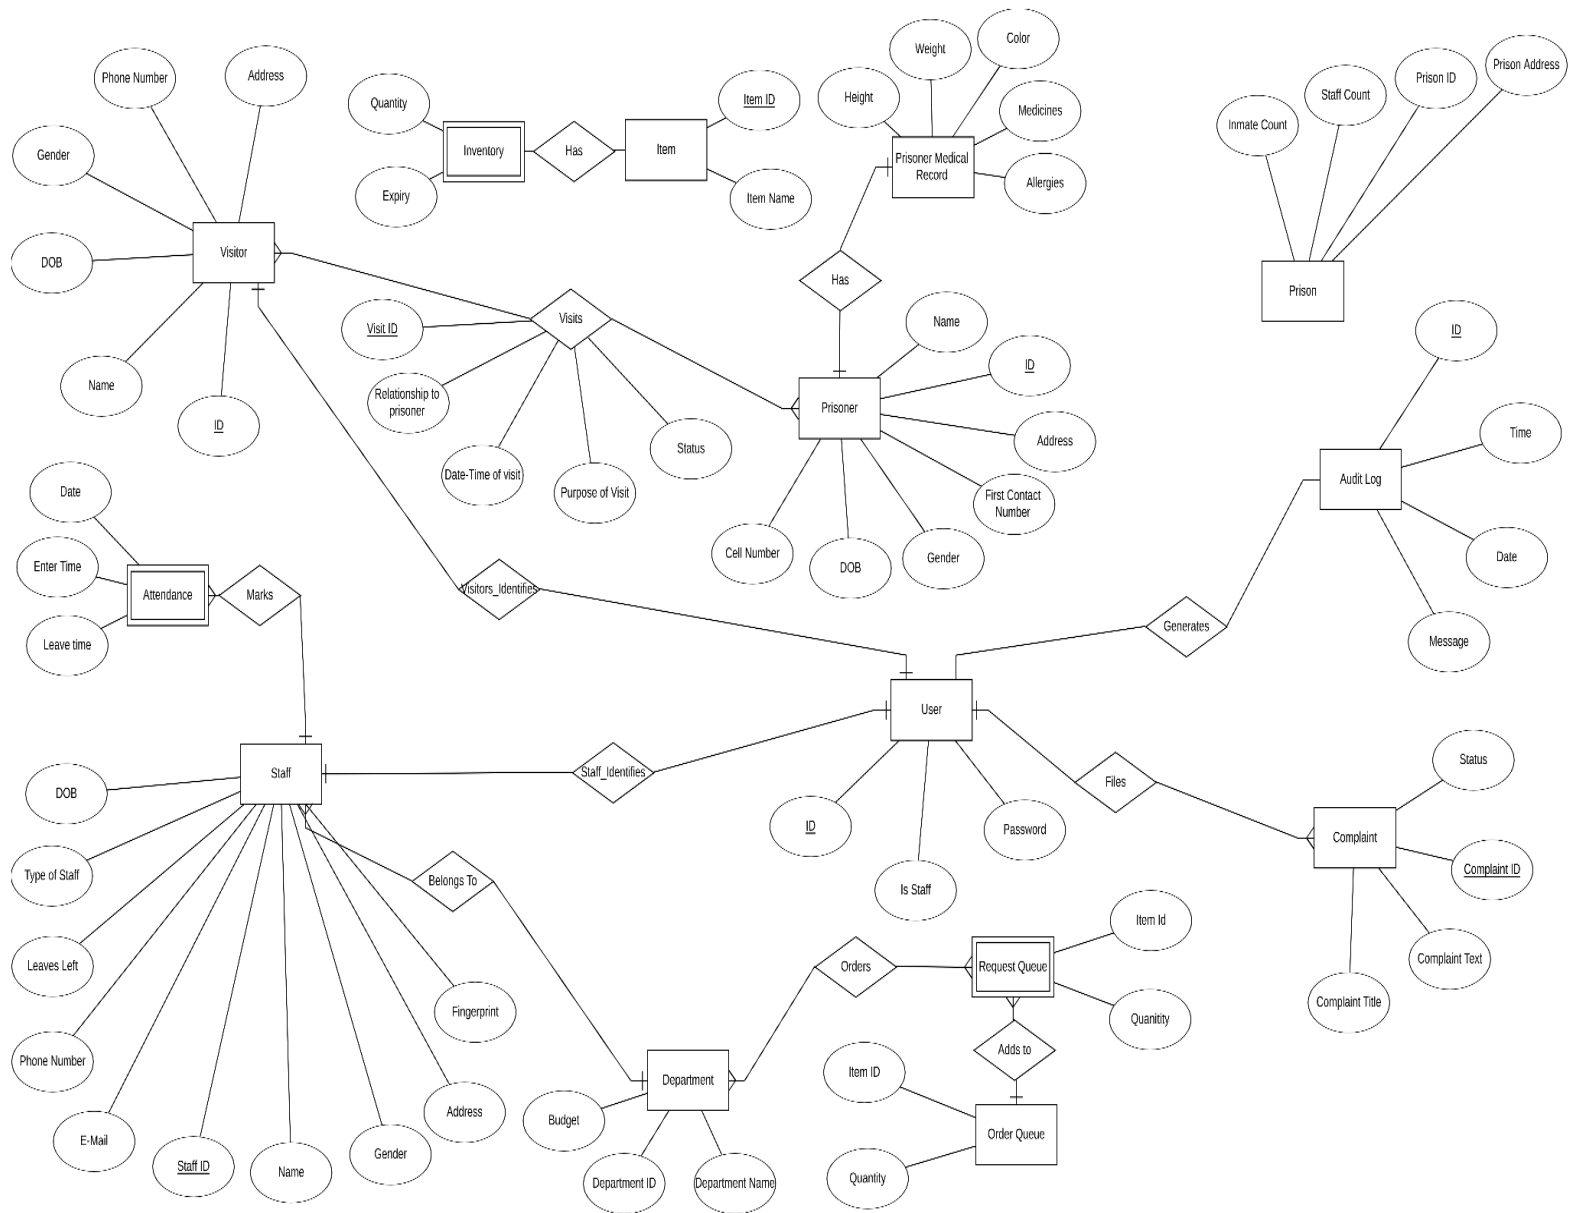 Color
Weight
Prison Address
Phone Number
Address
Prison ID
Staff Count
Quantity
Item ID
Height
Medicines
Inmate Count
Gender
Inventory
Has
Item
Prisoner Medical
Record
Allergies
Expiry
Item Name
Visitor
DOB
Has
Prison
Visits
Visit ID
Name
ID
ID
Name
Relationship to
prisoner
Prisoner
ID
Status
Address
Time
Date-Time of visit
Purpose of Visit
First Contact
Number
Audit Log
Date
Cell Number
DOB
Gender
Date
Enter Time
Attendance
Marks
Visitors_Identifies
Generates
Leave time
Message
User
Staff
Staff_Identifies
Files
Status
DOB
ID
Password
Complaint
Type of Staff
Belongs To
Is Staff
Complaint ID
Item Id
Leaves Left
Orders
Request Queue
Complaint Text
Complaint Title
Fingerprint
Quanitity
Phone Number
Adds to
Department
Item ID
Address
Budget
E-Mail
Order Queue
Staff ID
Name
Gender
Department ID
Department Name
Quantity